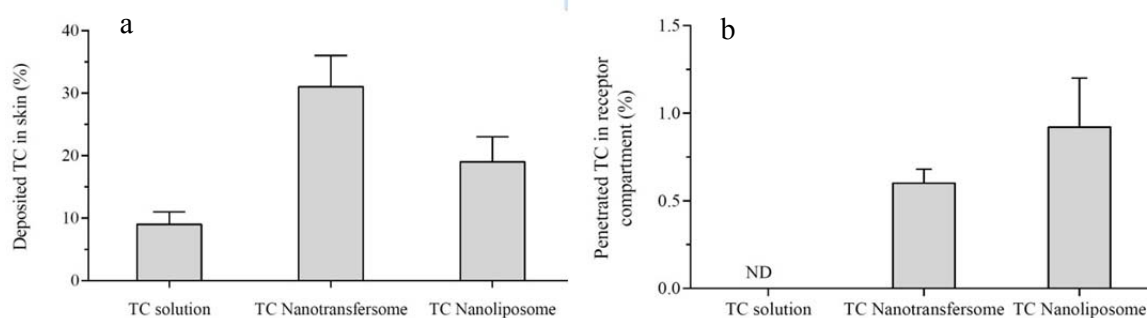 a
Deposited TC in skin (%)
40
30
20
10
0
TC solution
TC Nanotransfersome
TC Nanoliposome
b
Penetrated TC in receptor
compartment (%)
1.5
1.0
0.5
0.0
ND
TC solution
TC Nanotransfersome
TC Nanoliposome